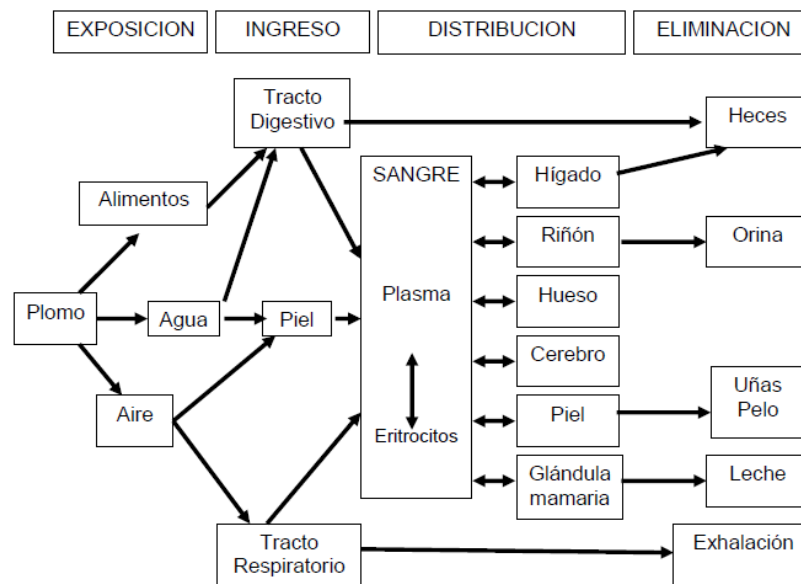 EXPOSICION
INGRESO
DISTRIBUCION
ELIMINACION
Tracto
Digestivo
Heces
SANGRE
Hígado
Alimentos
Riñón
Orina
Plasma
Hueso
Plomo
Agua
Piel
Cerebro
Uñas
Pelo
Aire
Piel
Eritrocitos
Glándula
mamaria
Leche
Tracto
Respiratorio
Exhalación